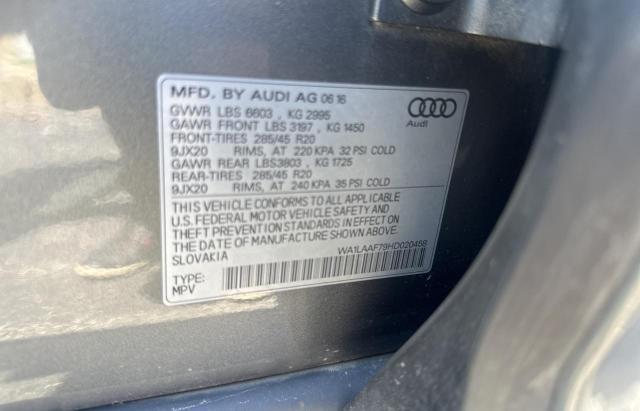 MFD. BY AUDI AG 06 16
GVWR LBS 6603 , KG 2995
GAWR FRONT LBS 3197 , KG 1450
FRONT-TIRES 285/45 R20
9JX20 RIMS, AT 220 KPA 32 PSI COLD
GAWR REAR LBS3803 , KG 1725
REAR-TIRES 285/45 R20
9JX20 RIMS, AT 240 KPA 35 PSI COLD
Audi
THIS VEHICLE CONFORMS TO ALL APPLICABLE
U.S. FEDERAL MOTOR VEHICLE SAFETY AND
THEFT PREVENTION STANDARDS IN EFFECT ON
THE DATE OF MANUFACTURE SHOWN ABOVE.
SLOVAKIA
WA1LAAF79HD020458
TYPE:
MPV